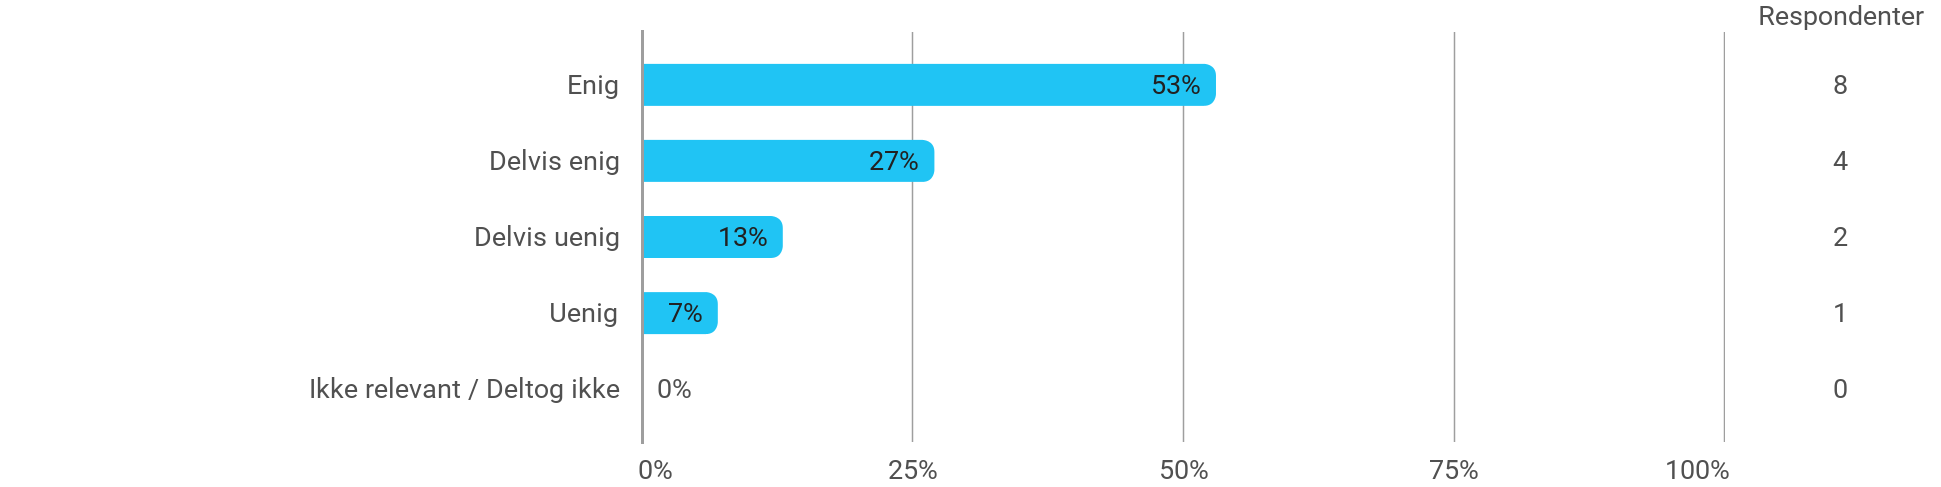 Respondenter
Enig 53% 8
Delvis enig 27% 4
Delvis uenig 13% 2
Uenig 7% 1
Ikke relevant / Deltog ikke 0% 0
0% 25% 50% 75% 100%